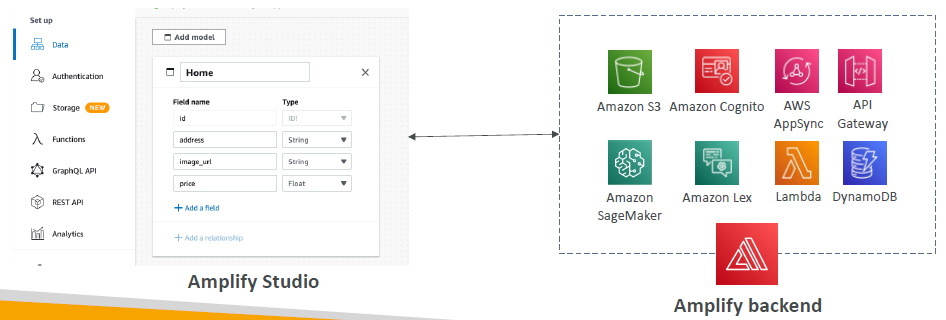 Set up
Data
Authentication
Storage NEW
Functions
GraphQL API
REST API
Analytics
Add model
Home
Field name Type
id ID!
address String
image_url String
price Float
+ Add a field
+ Add a relationship
Amplify Studio
Amazon S3 Amazon Cognito AWS AppSync API Gateway
Amazon SageMaker Amazon Lex Lambda DynamoDB
Amplify backend